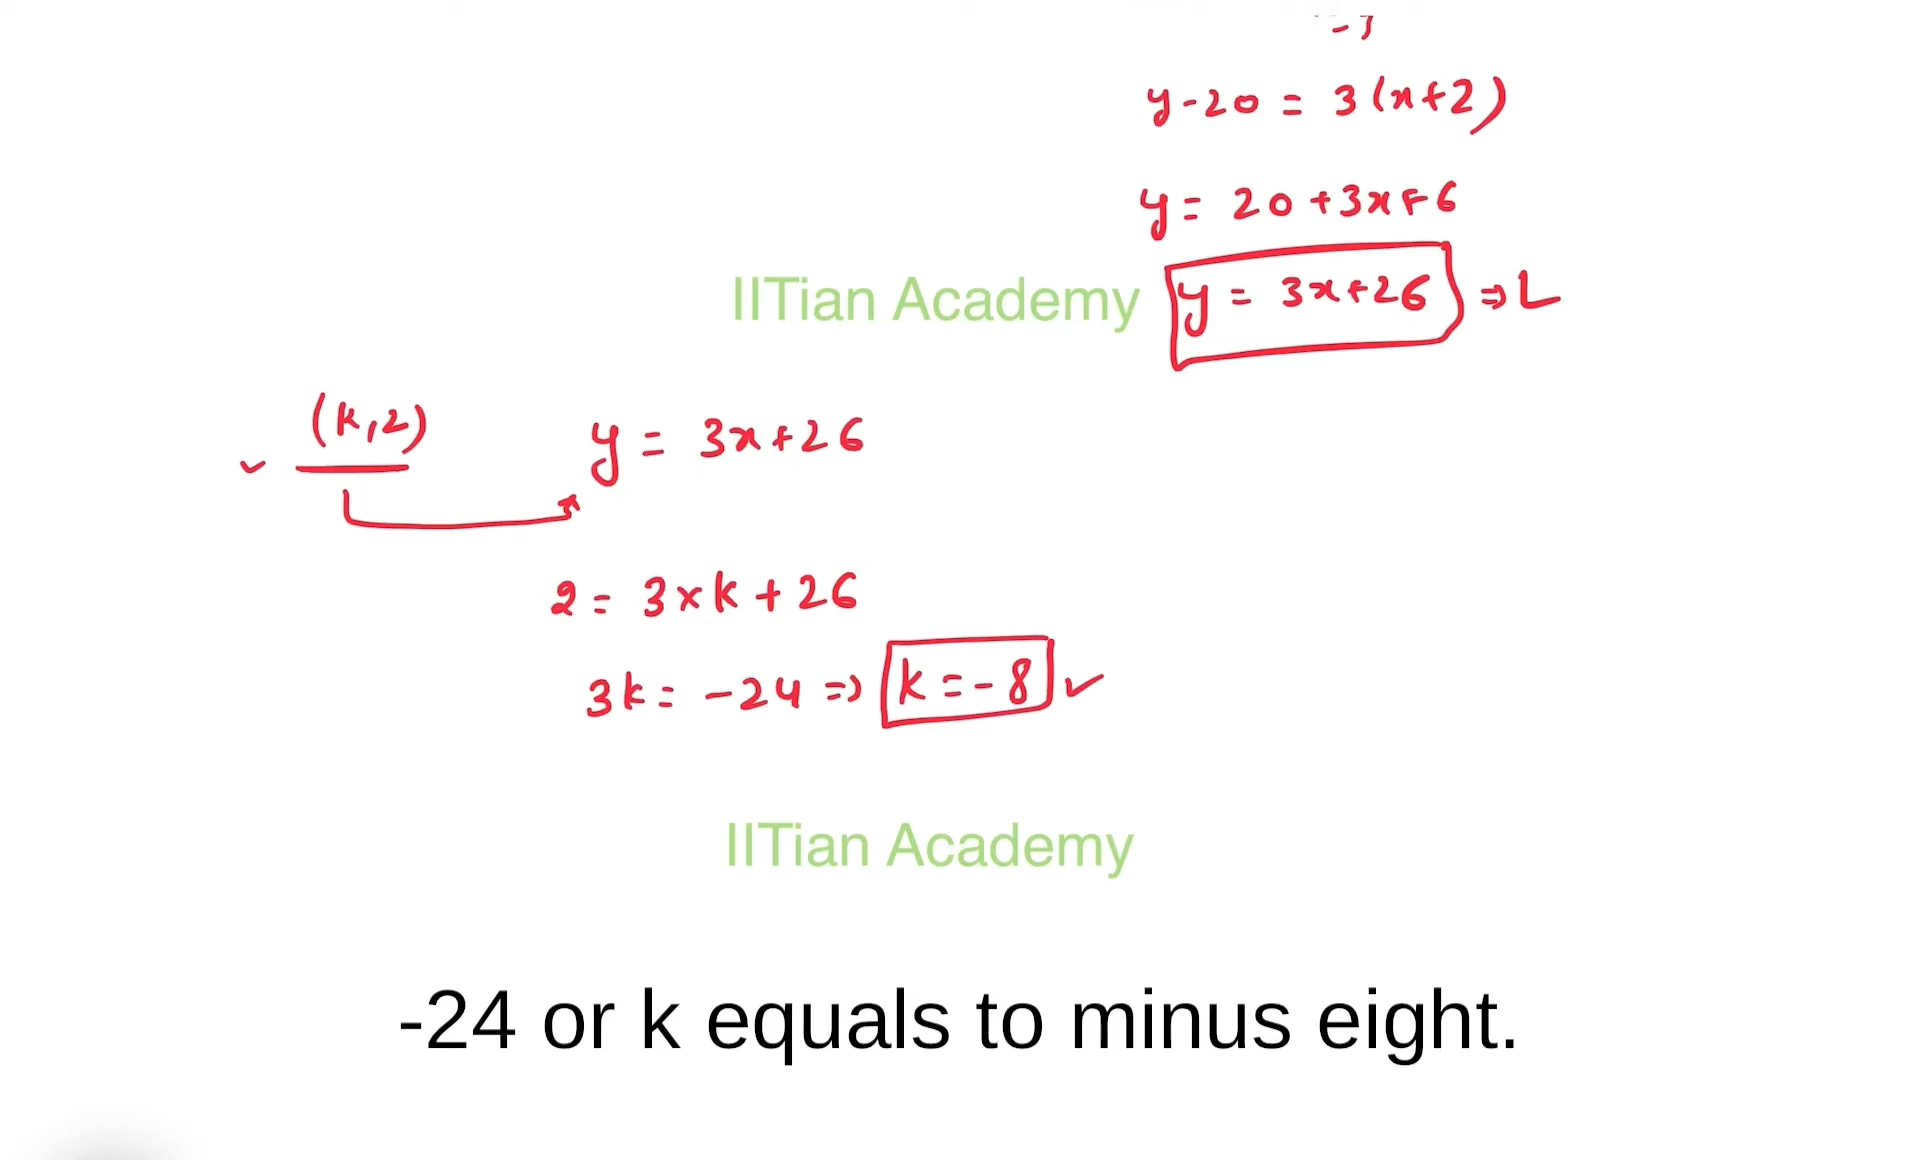 y-20 = 3(x+2)
y = 20+3x+6
IITian Academy
y = 3x+26 ⇒ L
(k,2)
y = 3x+26
2 = 3×k+26
3k = -24 ⇒ k = -8 ✓
IITian Academy
-24 or k equals to minus eight.